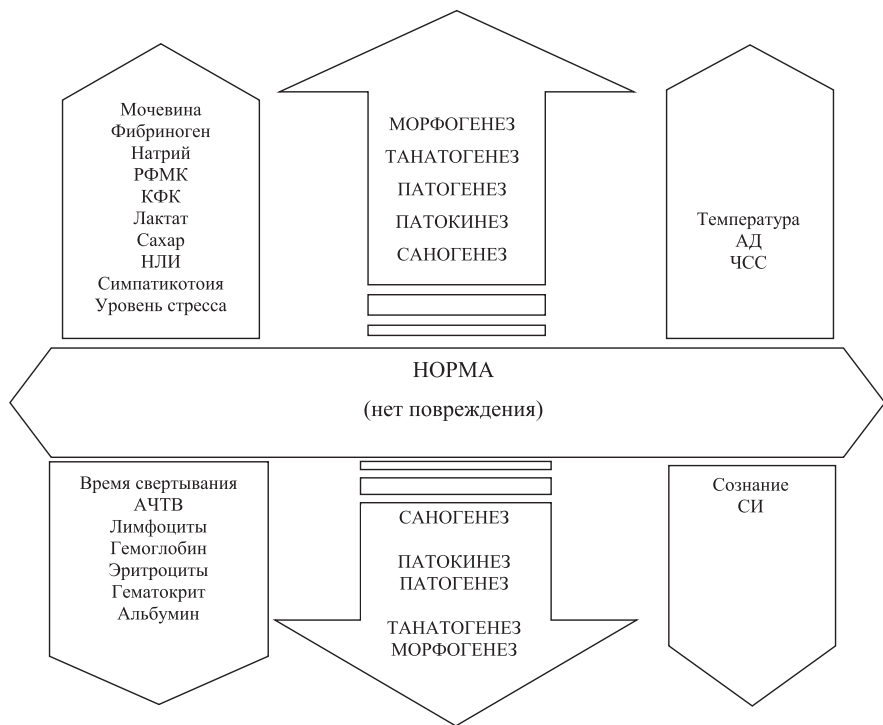 Мочевина
Фибриноген
Натрий
РФМК
КФК
Лактат
Сахар
НЛИ
Симпатикотоия
Уровень стресса
МОРФОГЕНЕЗ
ТАНАТОГЕНЕЗ
ПАТОГЕНЕЗ
ПАТОКИНЕЗ
САНОГЕНЕЗ
Температура
АД
ЧСС
НОРМА
(нет повреждения)
Время свертывания
АЧТВ
Лимфоциты
Гемоглобин
Эритроциты
Гематокрит
Альбумин
САНОГЕНЕЗ
ПАТОКИНЕЗ
ПАТОГЕНЕЗ
ТАНАТОГЕНЕЗ
МОРФОГЕНЕЗ
Сознание
СИ